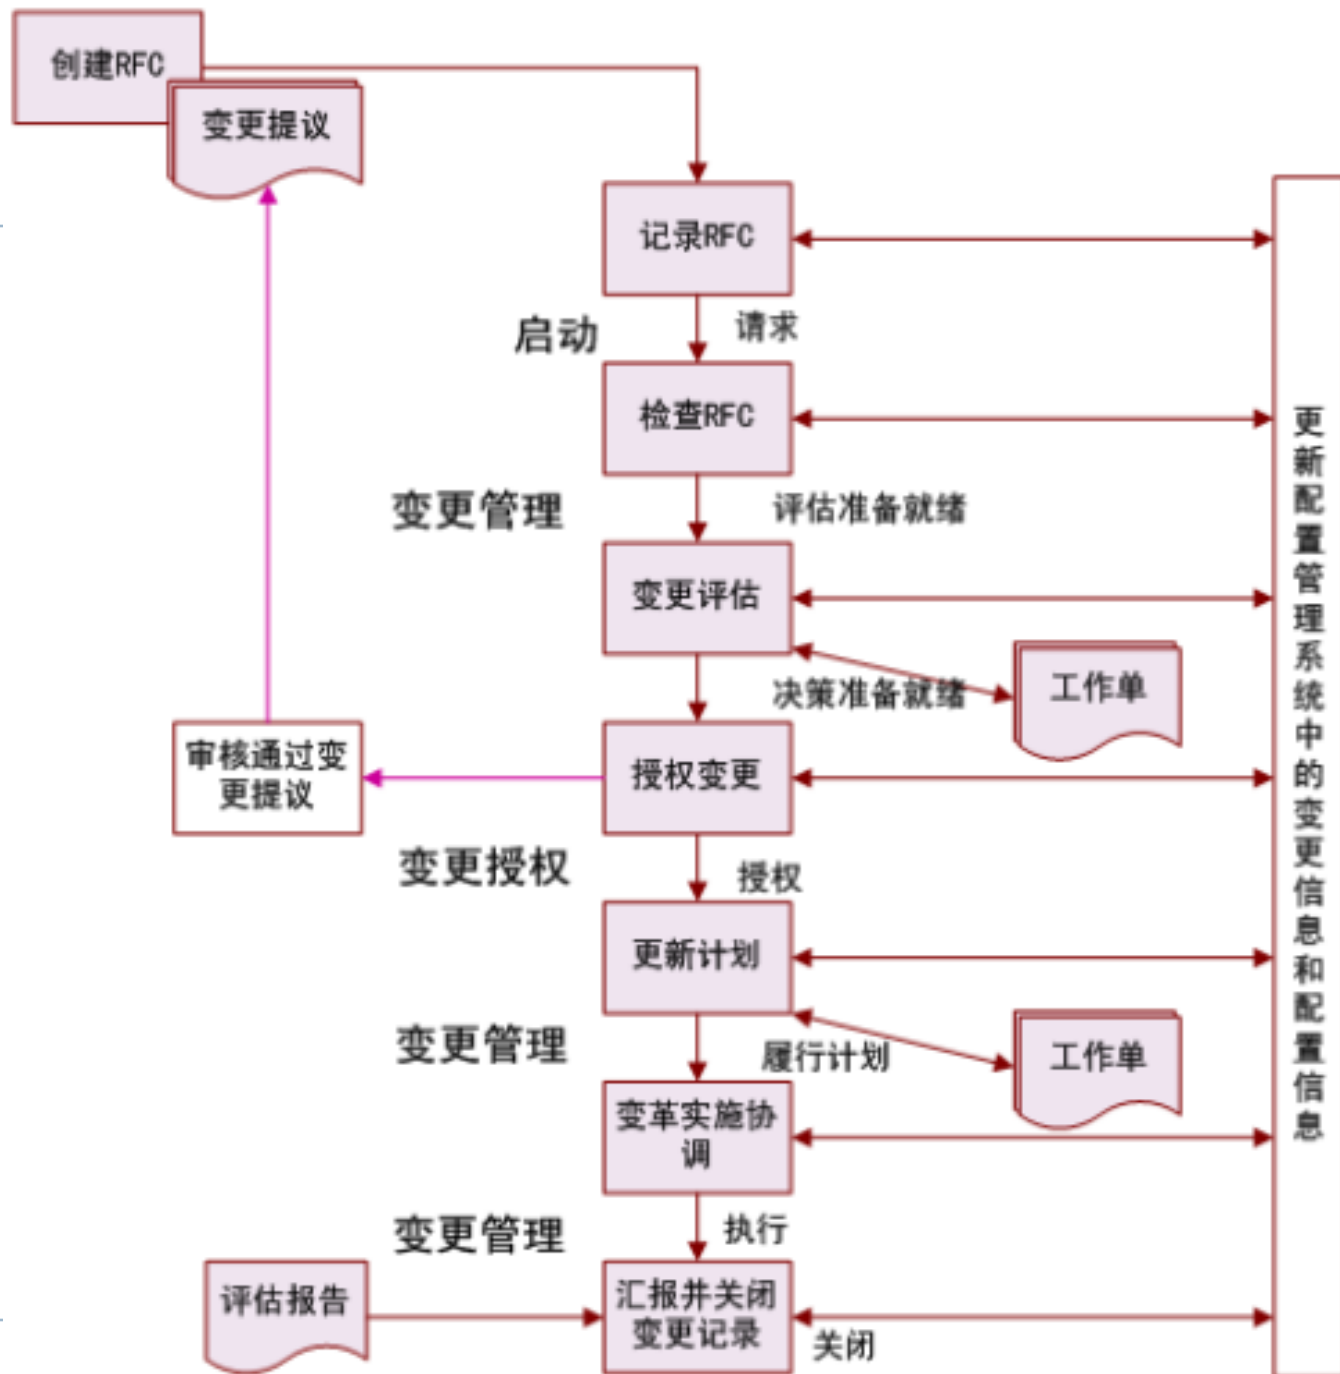 创建RFC
变更提议
记录RFC
启动
请求
检查RFC
变更管理
评估准备就绪
变更评估
决策准备就绪
工作单
审核通过变
更提议
授权变更
变更授权
授权
更新计划
变更管理
履行计划
工作单
变革实施协
调
变更管理
执行
评估报告
汇报并关闭
变更记录
关闭
更新配置管理系统中的变更信息和配置信息